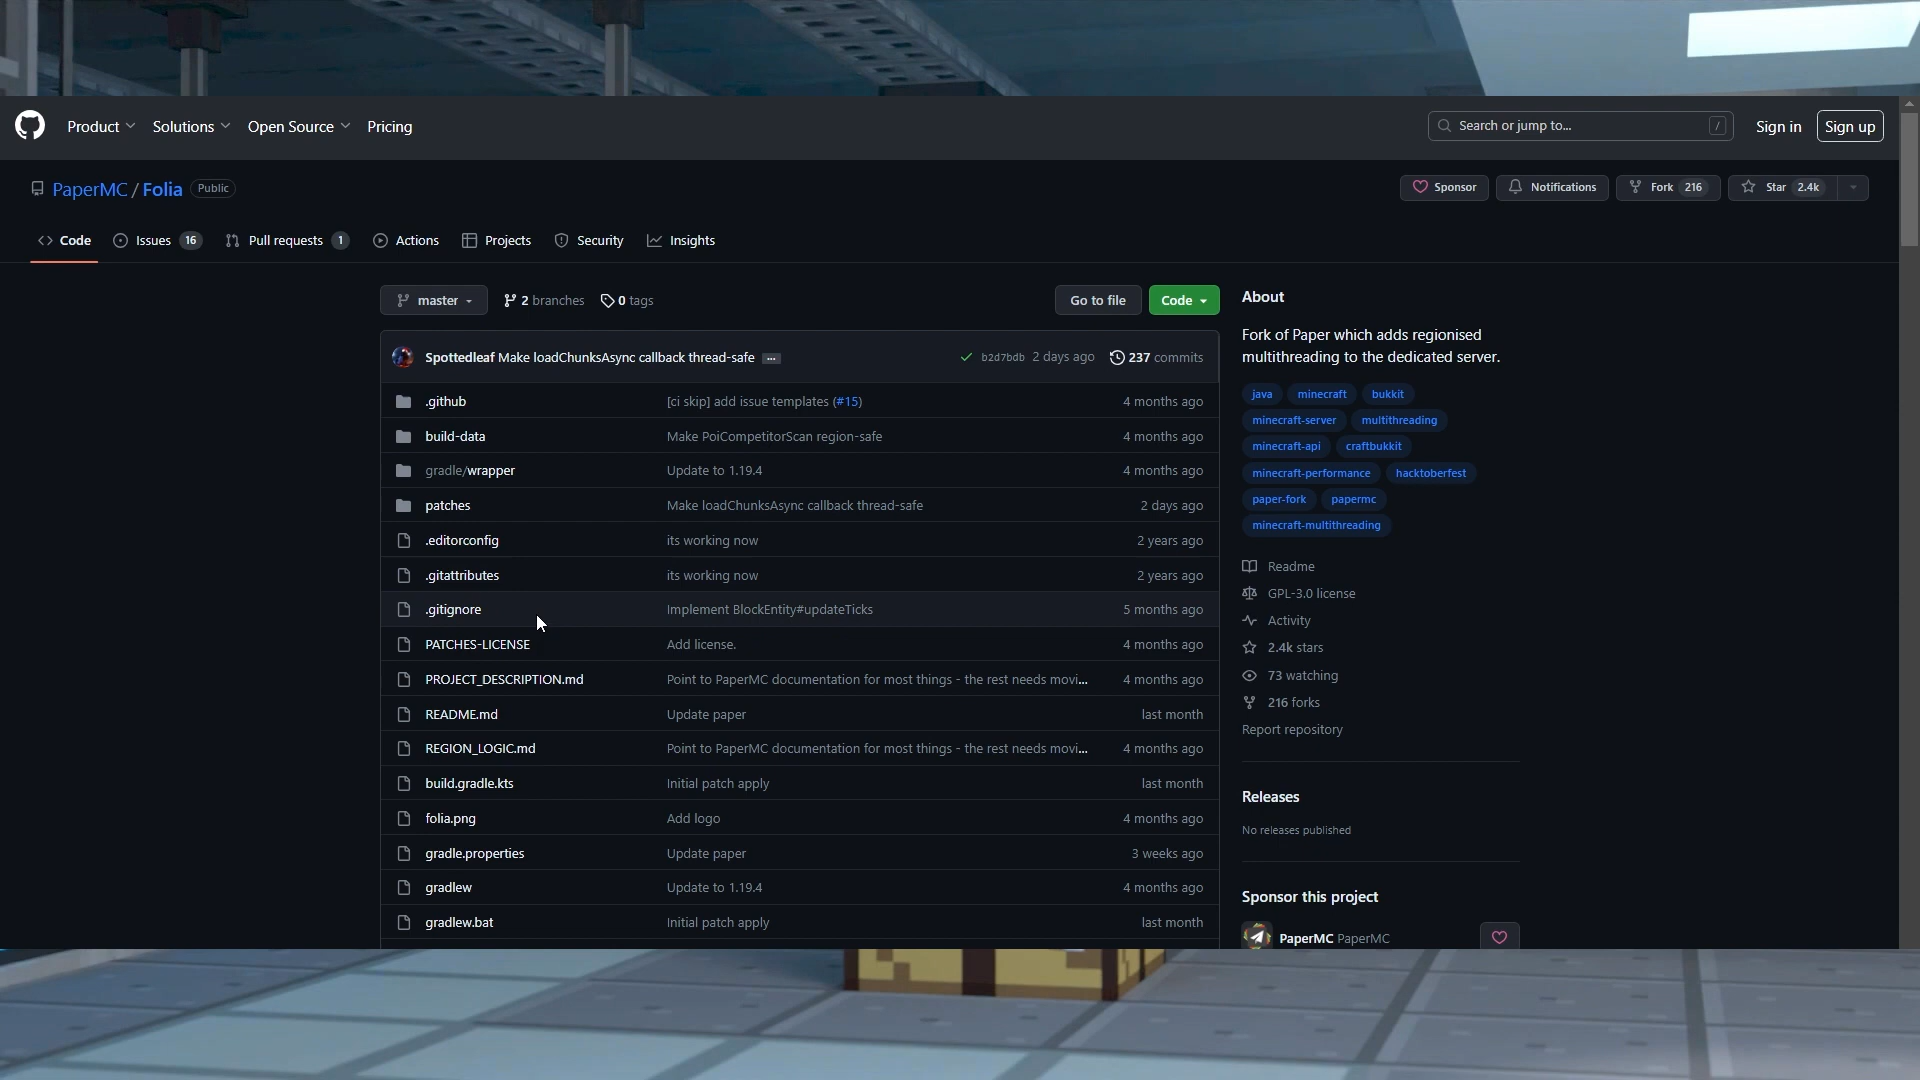 Product Solutions Open Source Pricing Search or jump to... / Sign in Sign up
PaperMC / Folia Public Sponsor Notifications Fork 216 Star 2.4k
Code Issues 16 Pull requests 1 Actions Projects Security Insights
master 2 branches 0 tags Go to file Code
Spottedleaf Make loadChunksAsync callback thread-safe ... b2d7bdb 2 days ago 237 commits
.github [ci skip] add issue templates (#15) 4 months ago
build-data Make PoiCompetitorScan region-safe 4 months ago
gradle/wrapper Update to 1.19.4 4 months ago
patches Make loadChunksAsync callback thread-safe 2 days ago
.editorconfig its working now 2 years ago
.gitattributes its working now 2 years ago
.gitignore Implement BlockEntity#updateTicks 5 months ago
PATCHES-LICENSE Add license. 4 months ago
PROJECT_DESCRIPTION.md Point to PaperMC documentation for most things - the rest needs movi... 4 months ago
README.md Update paper last month
REGION_LOGIC.md Point to PaperMC documentation for most things - the rest needs movi... 4 months ago
build.gradle.kts Initial patch apply last month
folia.png Add logo 4 months ago
gradle.properties Update paper 3 weeks ago
gradlew Update to 1.19.4 4 months ago
gradlew.bat Initial patch apply last month
About
Fork of Paper which adds regionised
multithreading to the dedicated server.
java minecraft bukkit
minecraft-server multithreading
minecraft-api craftbukkit
minecraft-performance hacktoberfest
paper-fork papermc
minecraft-multithreading
Readme
GPL-3.0 license
Activity
2.4k stars
73 watching
216 forks
Report repository
Releases
No releases published
Sponsor this project
PaperMC PaperMC